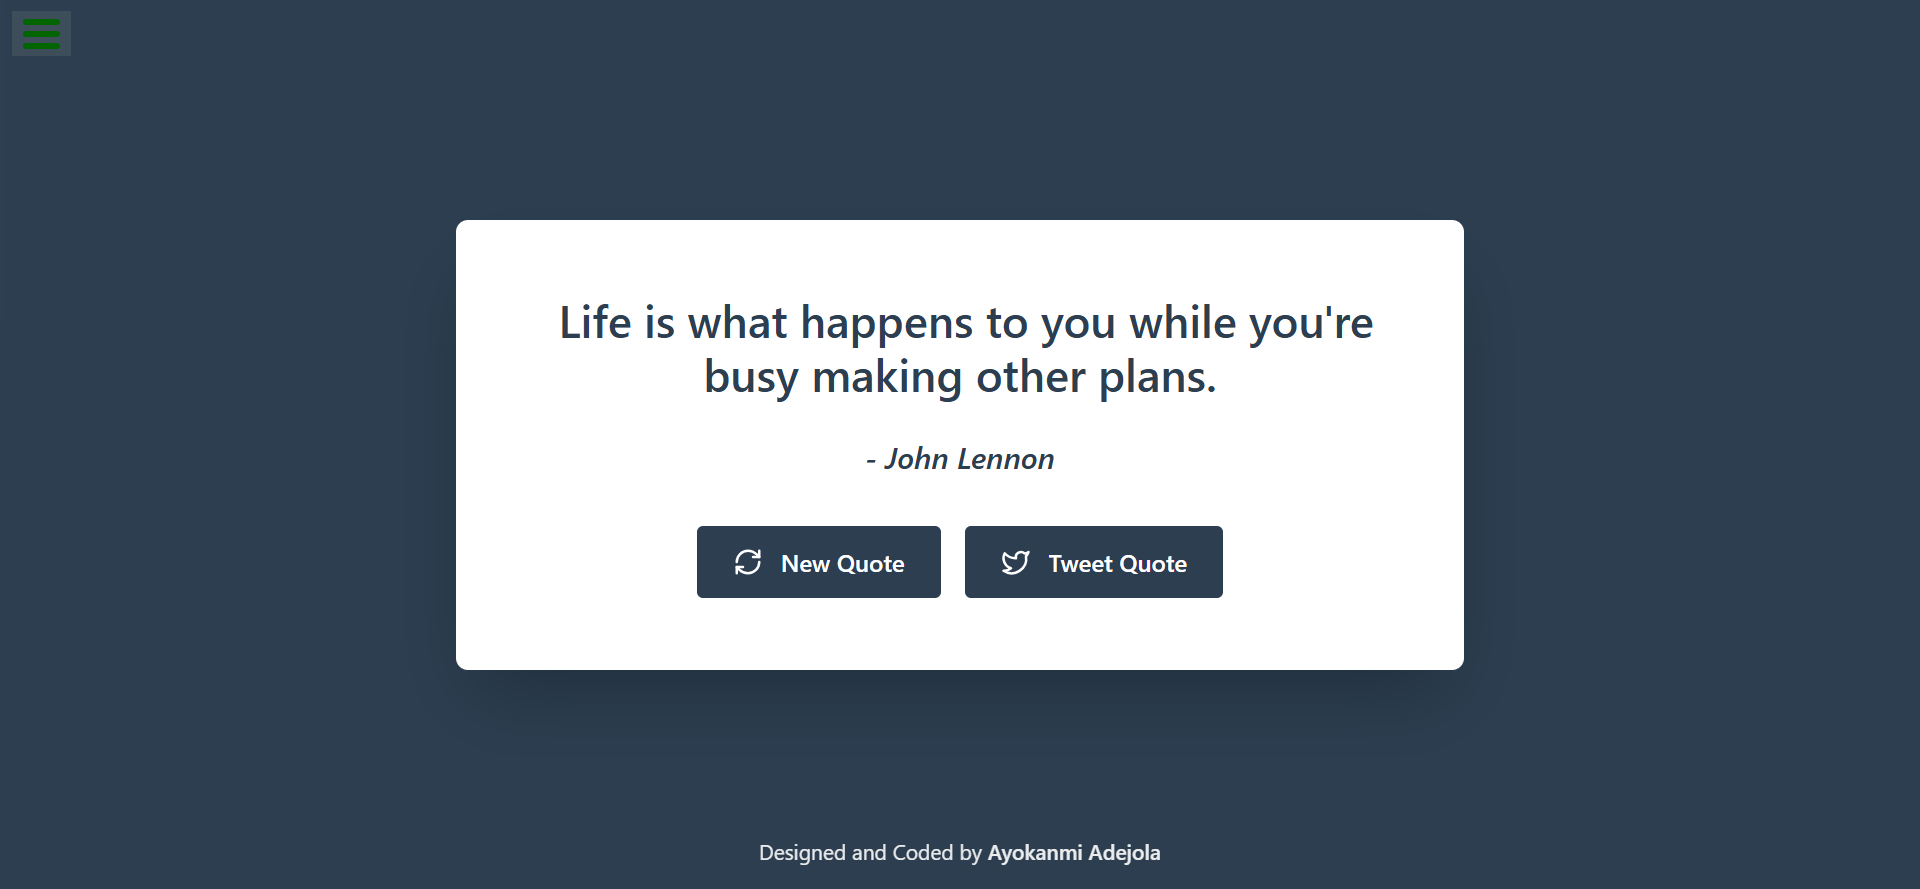 Life is what happens to you while you're
busy making other plans.
- John Lennon
New Quote
Tweet Quote
Designed and Coded by Ayokanmi Adejola